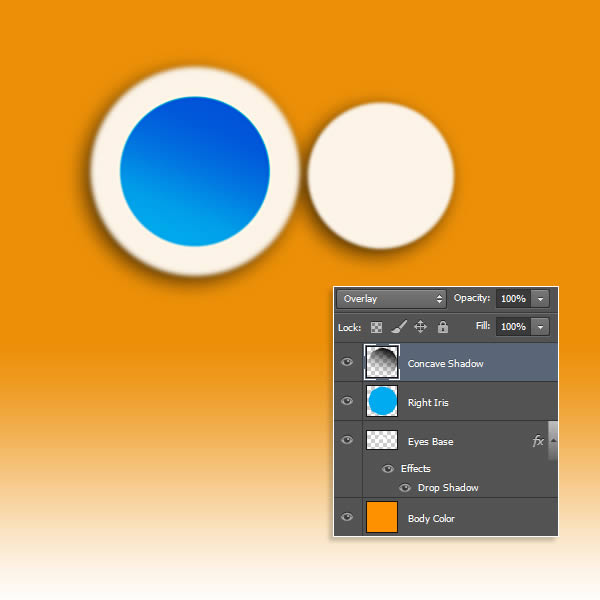 Overlay Opacity: 100%
Lock: Fill: 100%
Concave Shadow
Right Iris
Eyes Base fx
Effects
Drop Shadow
Body Color